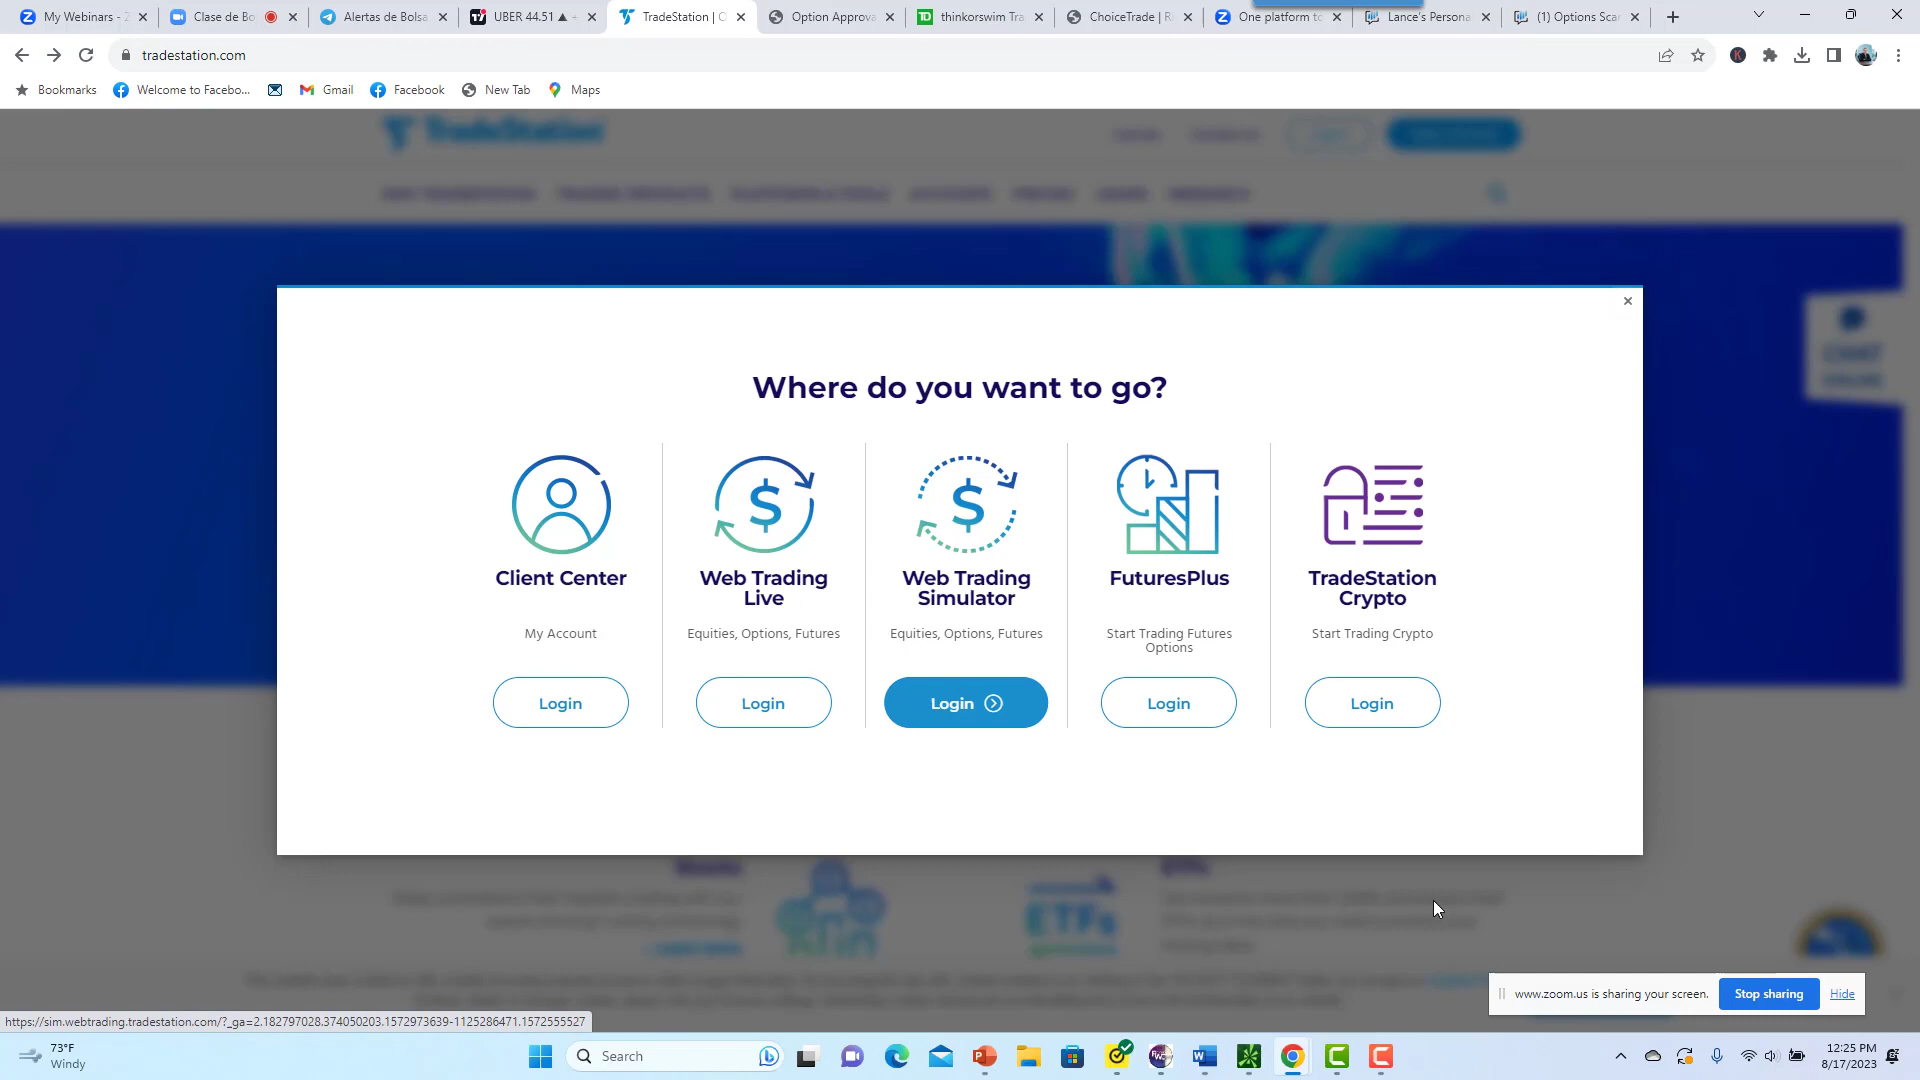 My Webinars - Z
Clase de Bo
Alertas de Bolsa
UBER 44.51 ▲ +
TradeStation | O
Option Approva
thinkorswim Tra
ChoiceTrade | R
One platform to
Lance's Persona
(1) Options Scan
tradestation.com
Bookmarks
Welcome to Facebo...
Gmail
Facebook
New Tab
Maps
TradeStation
Where do you want to go?
Client Center
My Account
Login
Web Trading
Live
Equities, Options, Futures
Login
Web Trading
Simulator
Equities, Options, Futures
Login
FuturesPlus
Start Trading Futures
Options
Login
TradeStation
Crypto
Start Trading Crypto
Login
ETFs
www.zoom.us is sharing your screen.
Stop sharing
Hide
https://sim.webtrading.tradestation.com/?_ga=2.182797028.374050203.1572973639-1125286471.1572555527
73°F
Windy
Search
12:25 PM
8/17/2023